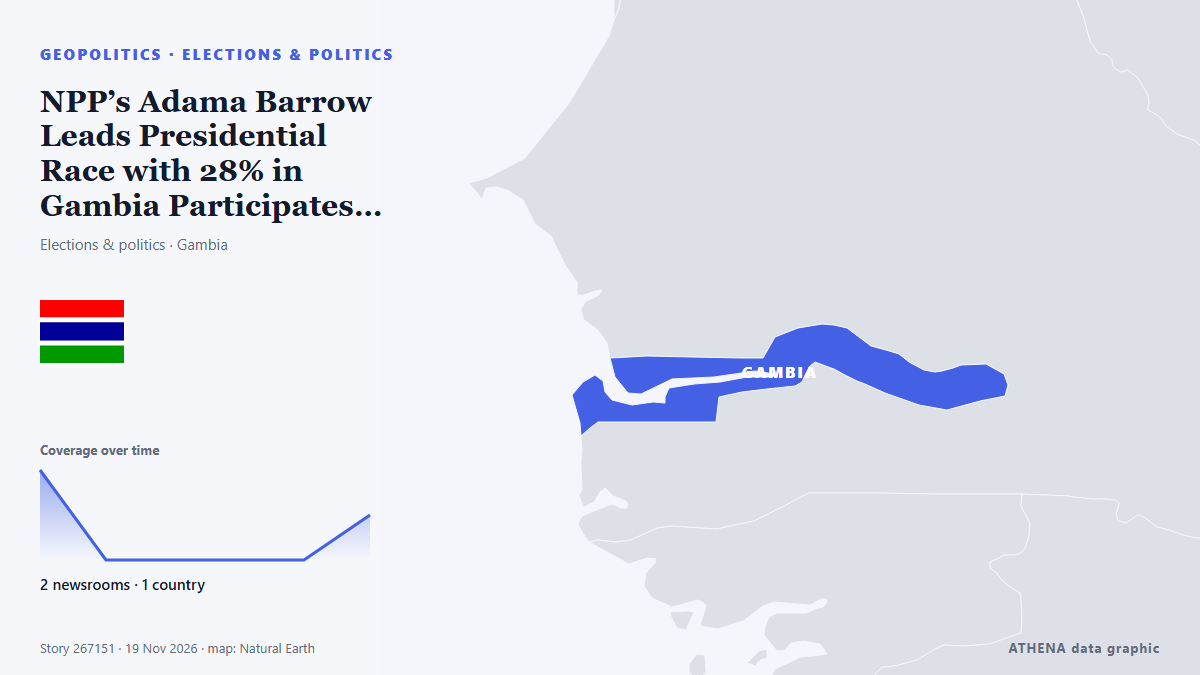 GEOPOLITICS · ELECTIONS & POLITICS
NPP’s Adama Barrow
Leads Presidential
Race with 28% in
Gambia Participates...
Elections & politics · Gambia
GAMBIA
Coverage over time
2 newsrooms · 1 country
Story 267151 · 19 Nov 2026 · map: Natural Earth
ATHENA data graphic